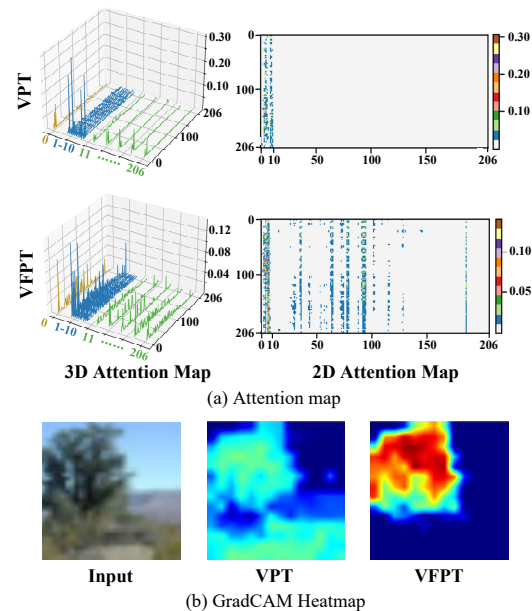 VPT
0.30
0.20
0.10
206
100
0
0 1-10 11 ...... 206
0
100
206
0 10 50 100 150 206
0.30
0.20
0.10
VFPT
0.12
0.08
0.04
206
100
0
0 1-10 11 ...... 206
0
100
206
0 10 50 100 150 206
0.10
0.05
3D Attention Map 2D Attention Map
(a) Attention map
Input VPT VFPT
(b) GradCAM Heatmap